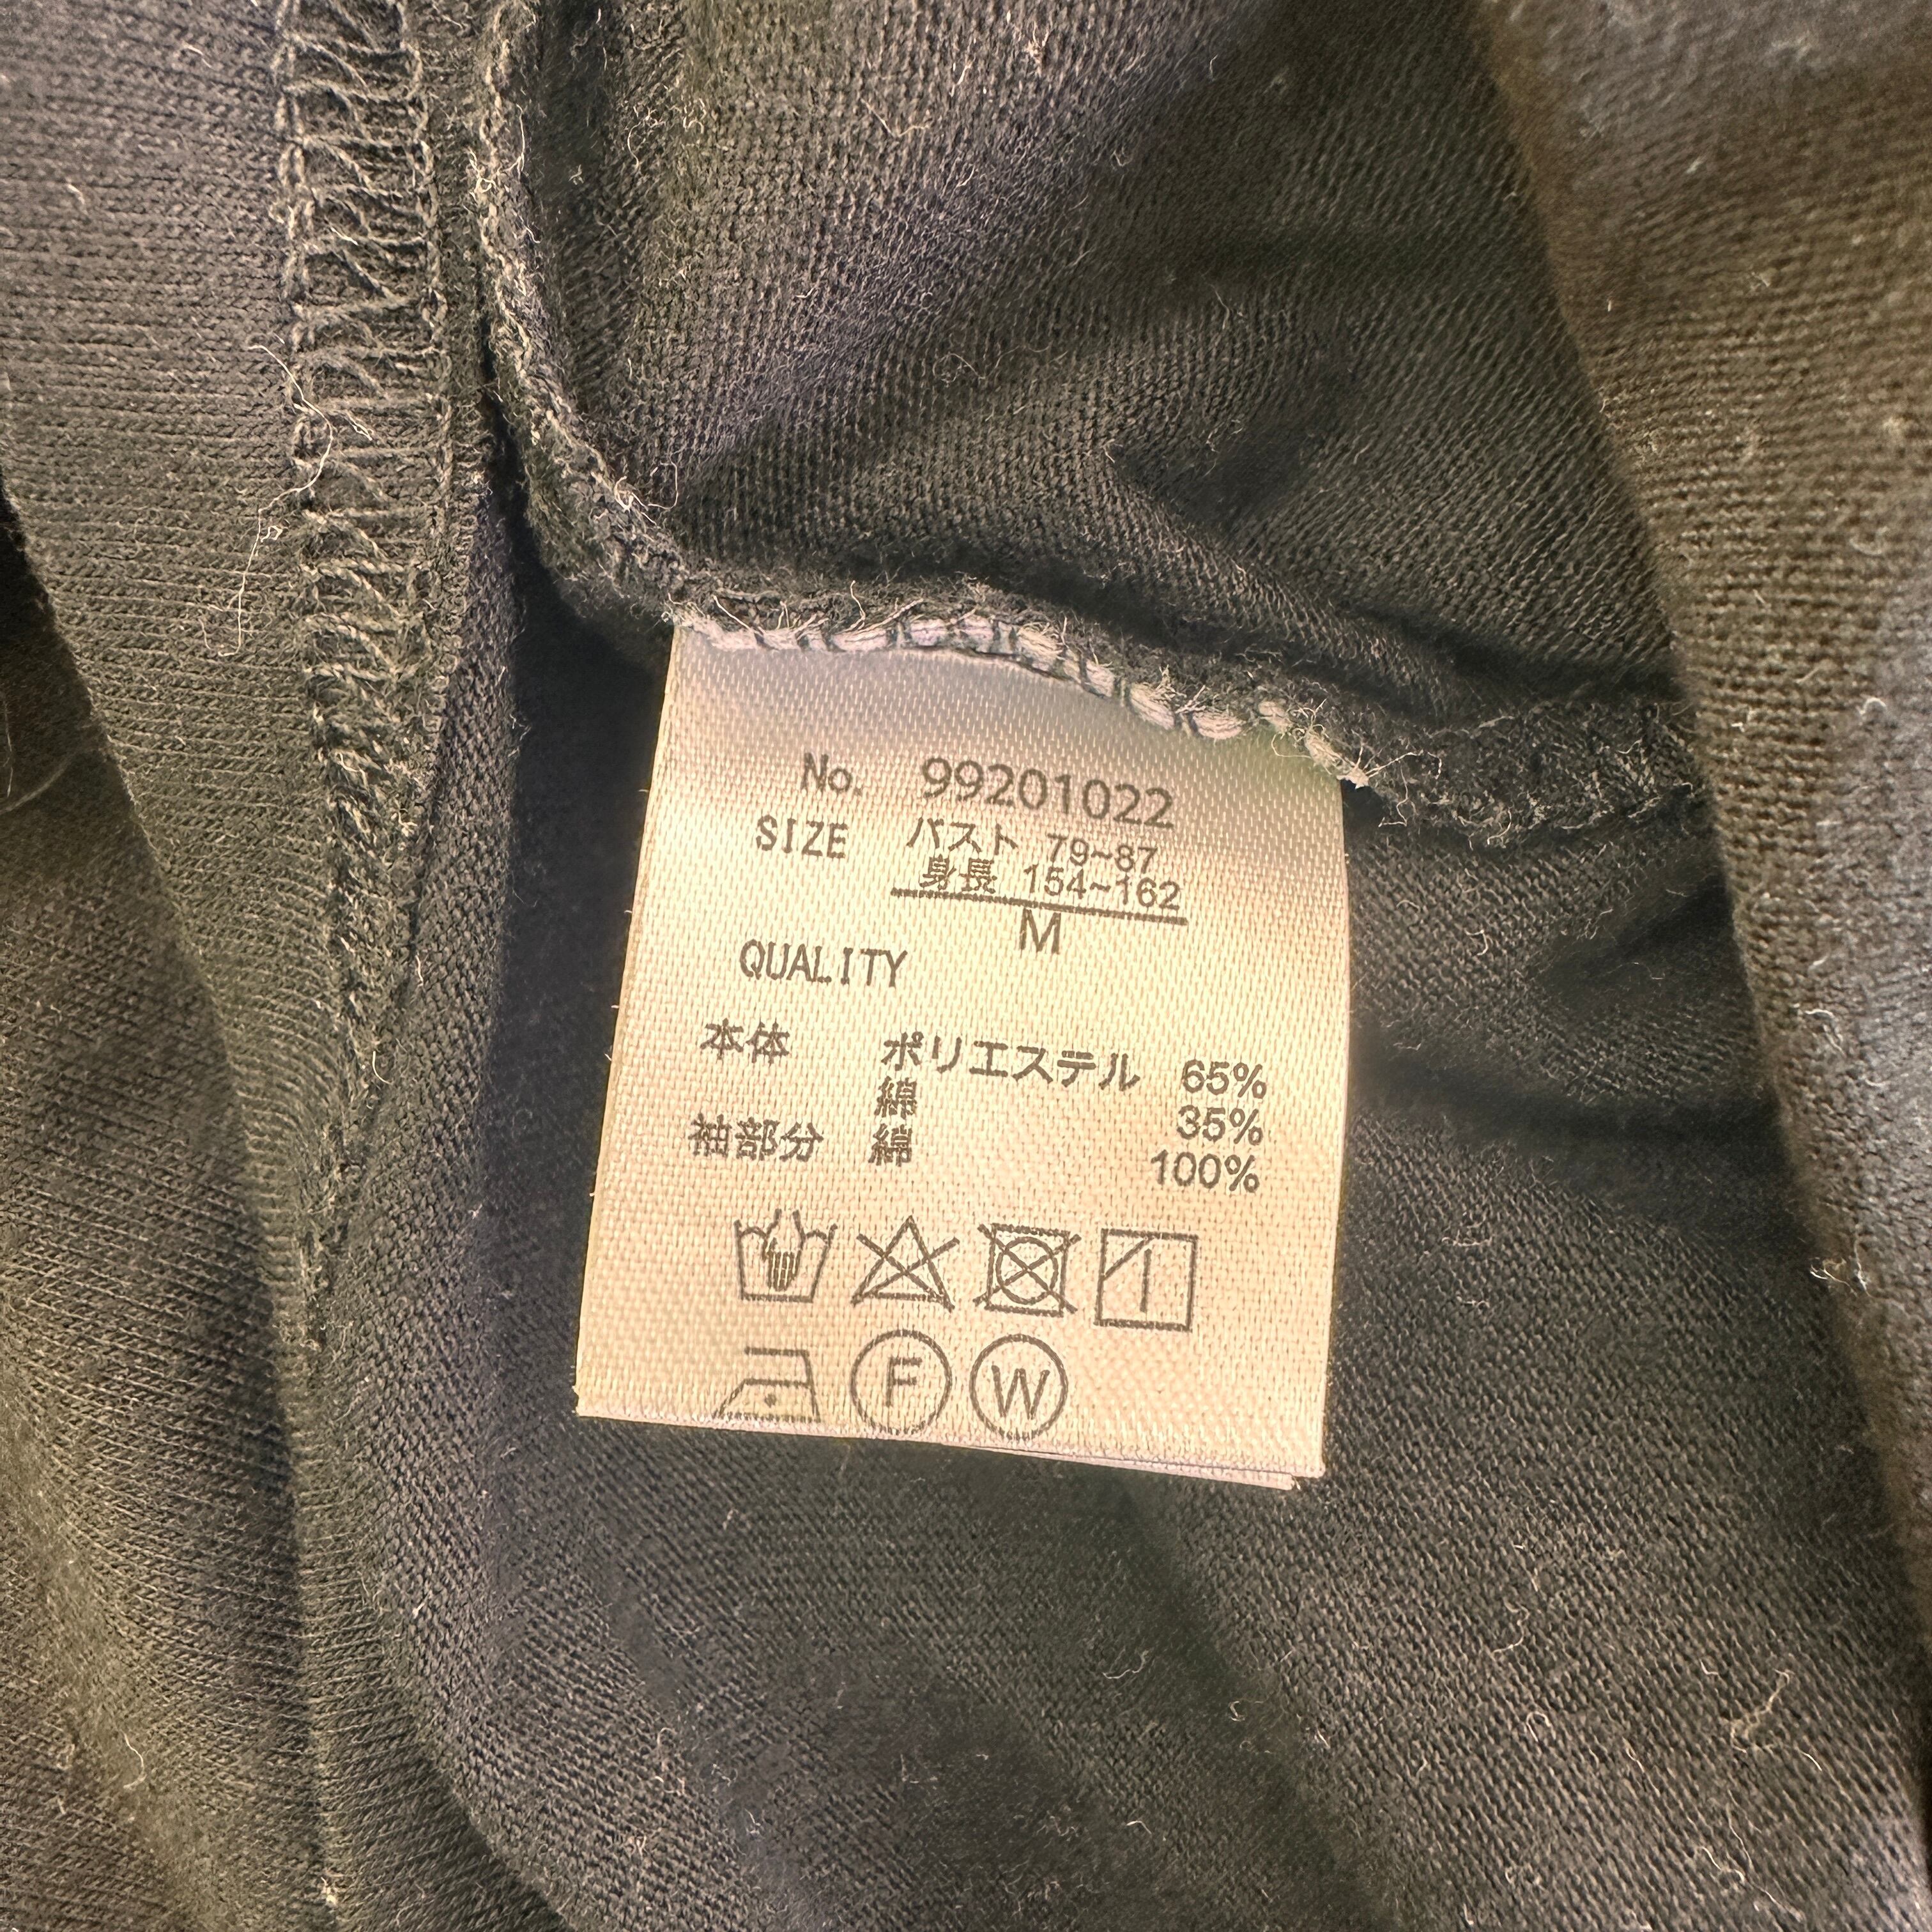 No. 99201022
SIZE バスト 79~87
身長 154~162
M
QUALITY
本体 ポリエステル 65%
綿 35%
袖部分 綿 100%
F W